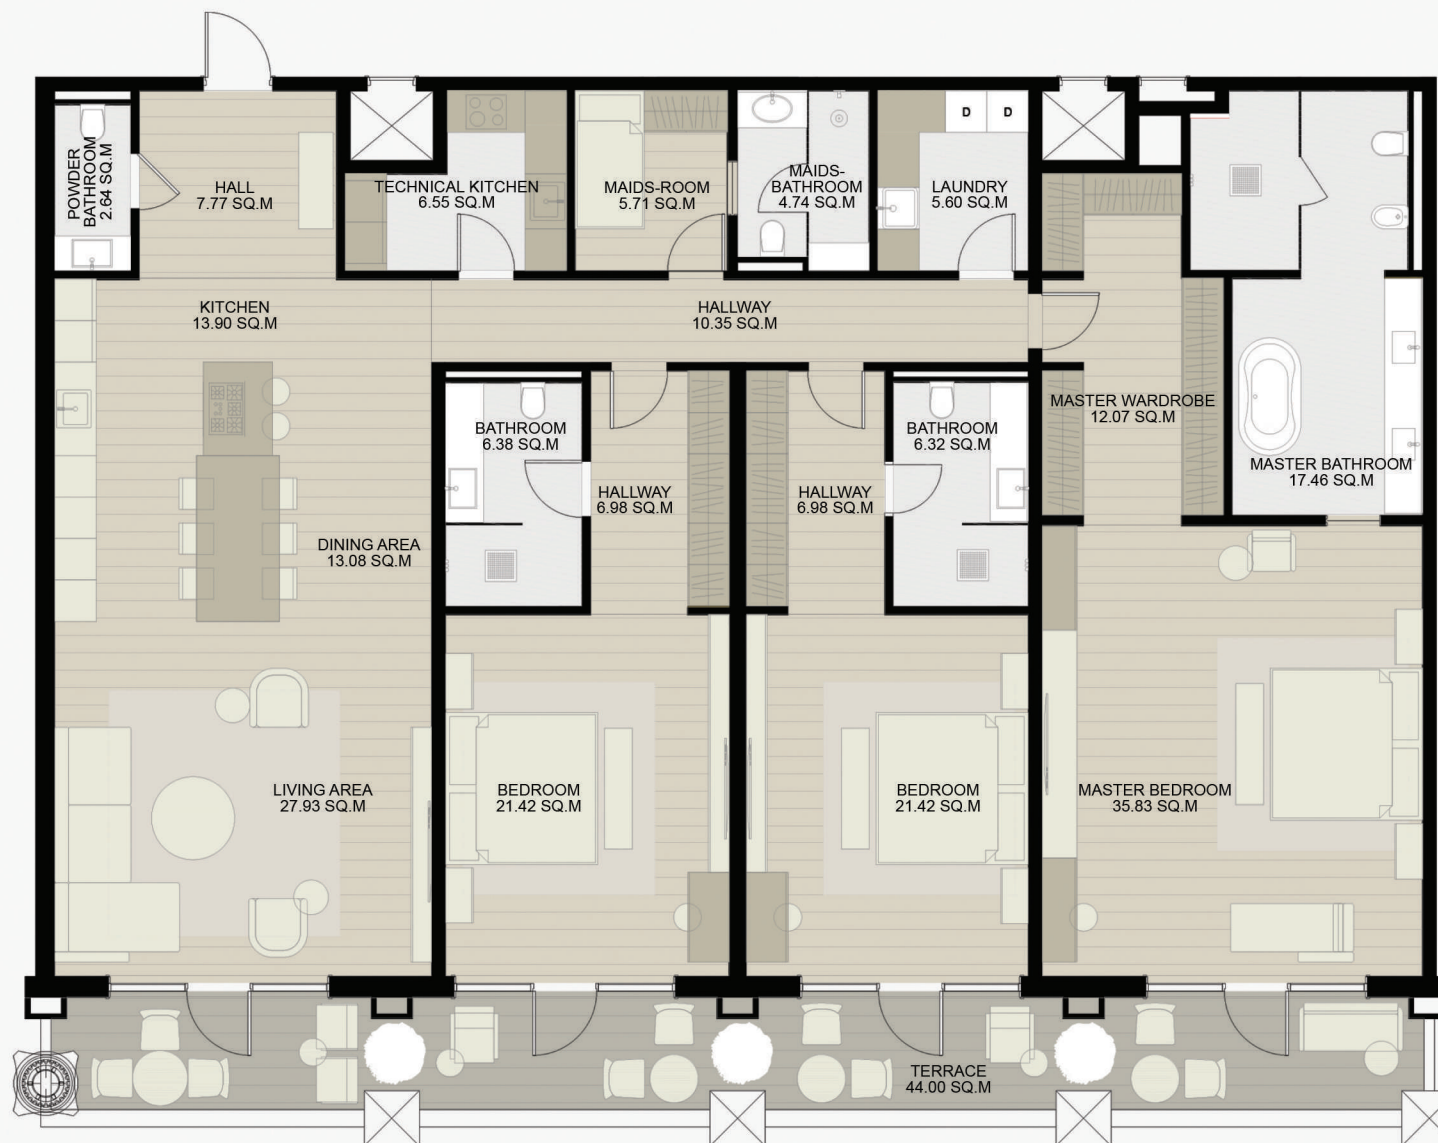 POWDER
BATHROOM
2.64 SQ.M
HALL
7.77 SQ.M
TECHNICAL KITCHEN
6.55 SQ.M
MAIDS-ROOM
5.71 SQ.M
MAIDS-
BATHROOM
4.74 SQ.M
D
D
LAUNDRY
5.60 SQ.M
KITCHEN
13.90 SQ.M
HALLWAY
10.35 SQ.M
MASTER WARDROBE
12.07 SQ.M
BATHROOM
6.38 SQ.M
BATHROOM
6.32 SQ.M
MASTER BATHROOM
17.46 SQ.M
HALLWAY
6.98 SQ.M
HALLWAY
6.98 SQ.M
DINING AREA
13.08 SQ.M
LIVING AREA
27.93 SQ.M
BEDROOM
21.42 SQ.M
BEDROOM
21.42 SQ.M
MASTER BEDROOM
35.83 SQ.M
TERRACE
44.00 SQ.M